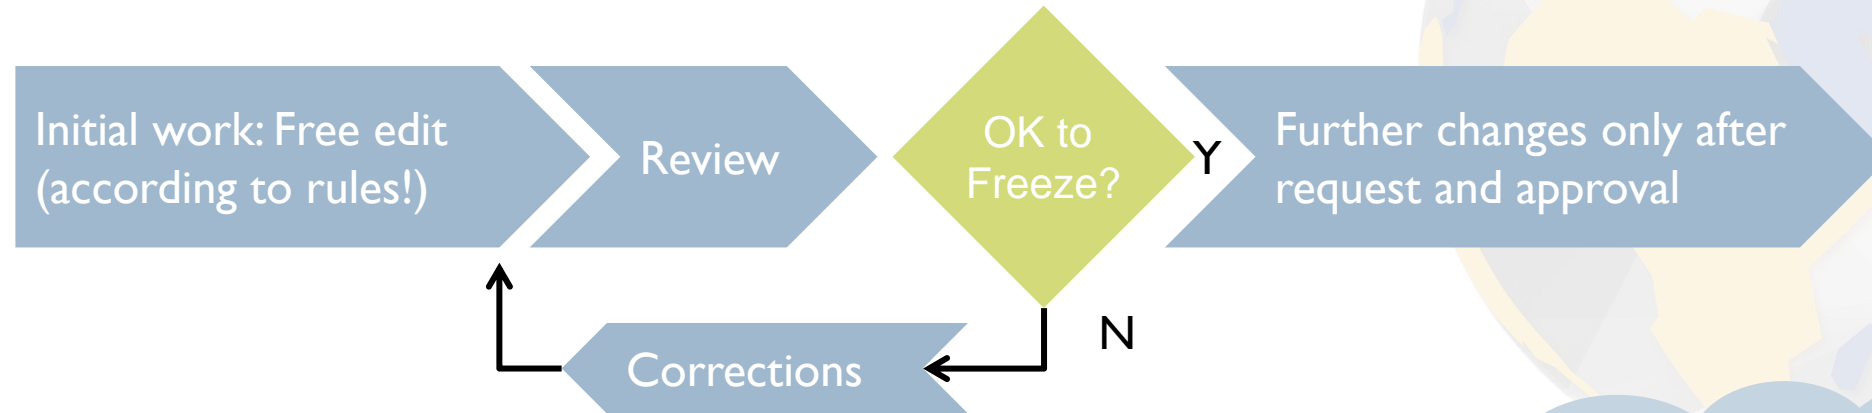 Initial work: Free edit
(according to rules!)
Review
OK to
Freeze?
Y
Further changes only after
request and approval
N
Corrections